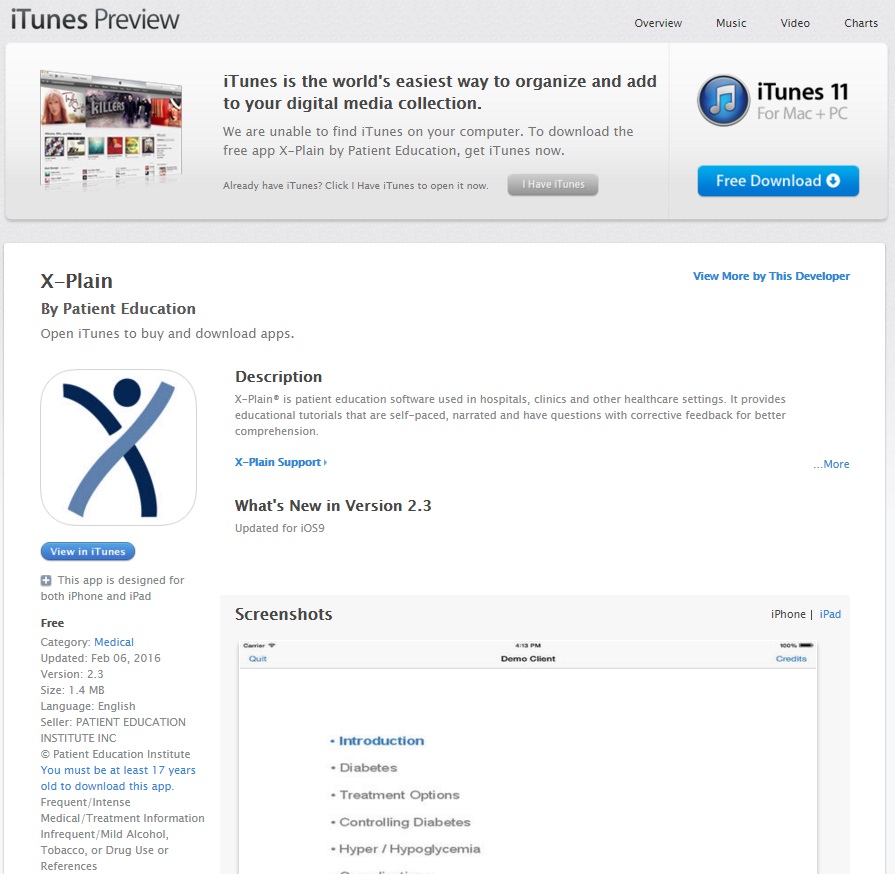 iTunes Preview
Overview Music Video Charts
iTunes is the world's easiest way to organize and add
to your digital media collection.
We are unable to find iTunes on your computer. To download the
free app X-Plain by Patient Education, get iTunes now.
Already have iTunes? Click I Have iTunes to open it now.
I Have iTunes
KILLERS
iTunes 11
For Mac + PC
Free Download
X-Plain
View More by This Developer
By Patient Education
Open iTunes to buy and download apps.
Description
X-Plain® is patient education software used in hospitals, clinics and other healthcare settings. It provides
educational tutorials that are self-paced, narrated and have questions with corrective feedback for better
comprehension.
X-Plain Support
...More
What's New in Version 2.3
Updated for iOS9
View in iTunes
This app is designed for
both iPhone and iPad
Free
Category: Medical
Updated: Feb 06, 2016
Version: 2.3
Size: 1.4 MB
Language: English
Seller: PATIENT EDUCATION
INSTITUTE INC
© Patient Education Institute
You must be at least 17 years
old to download this app.
Frequent/Intense
Medical/Treatment Information
Infrequent/Mild Alcohol,
Tobacco, or Drug Use or
References
Screenshots
iPhone | iPad
Carrier 4:13 PM 100%
Quit Demo Client Credits
• Introduction
• Diabetes
• Treatment Options
• Controlling Diabetes
• Hyper / Hypoglycemia